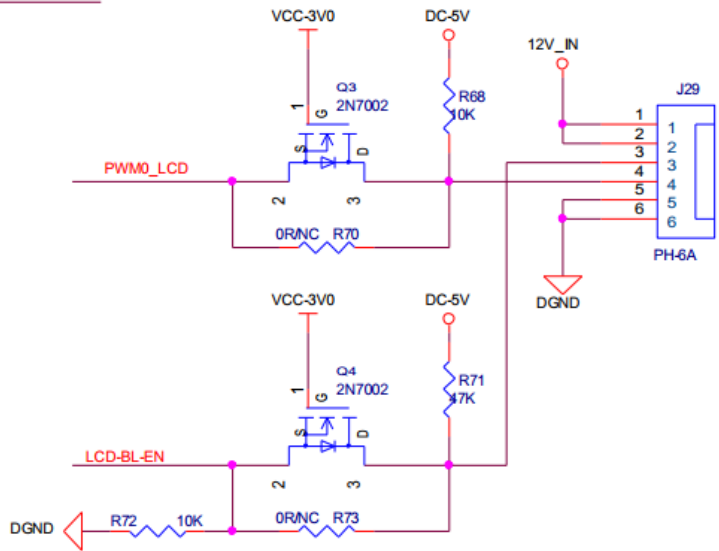 VCC-3V0
DC-5V
12V_IN
Q3
2N7002
R68
10K
J29
1
G
S
D
1
2
3
4
5
6
1
2
3
4
5
6
PWM0_LCD
2
3
0R/NC R70
PH-6A
DGND
VCC-3V0
DC-5V
Q4
2N7002
R71
47K
1
G
S
D
LCD-BL-EN
2
3
DGND
R72 10K
0R/NC R73